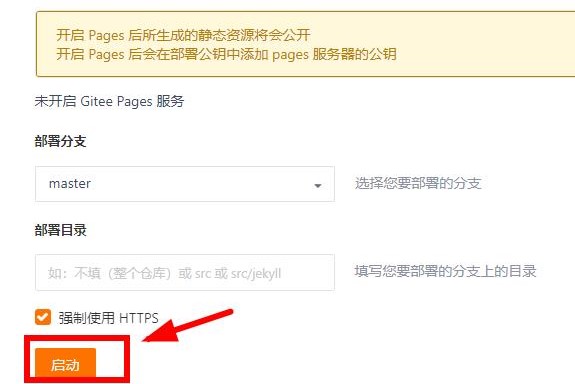 开启 Pages 后所生成的静态资源将会公开
开启 Pages 后会在部署公钥中添加 pages 服务器的公钥
未开启 Gitee Pages 服务
部署分支
master
选择您要部署的分支
部署目录
如：不填（整个仓库）或 src 或 src/jekyll
填写您要部署的分支上的目录
强制使用 HTTPS
启动